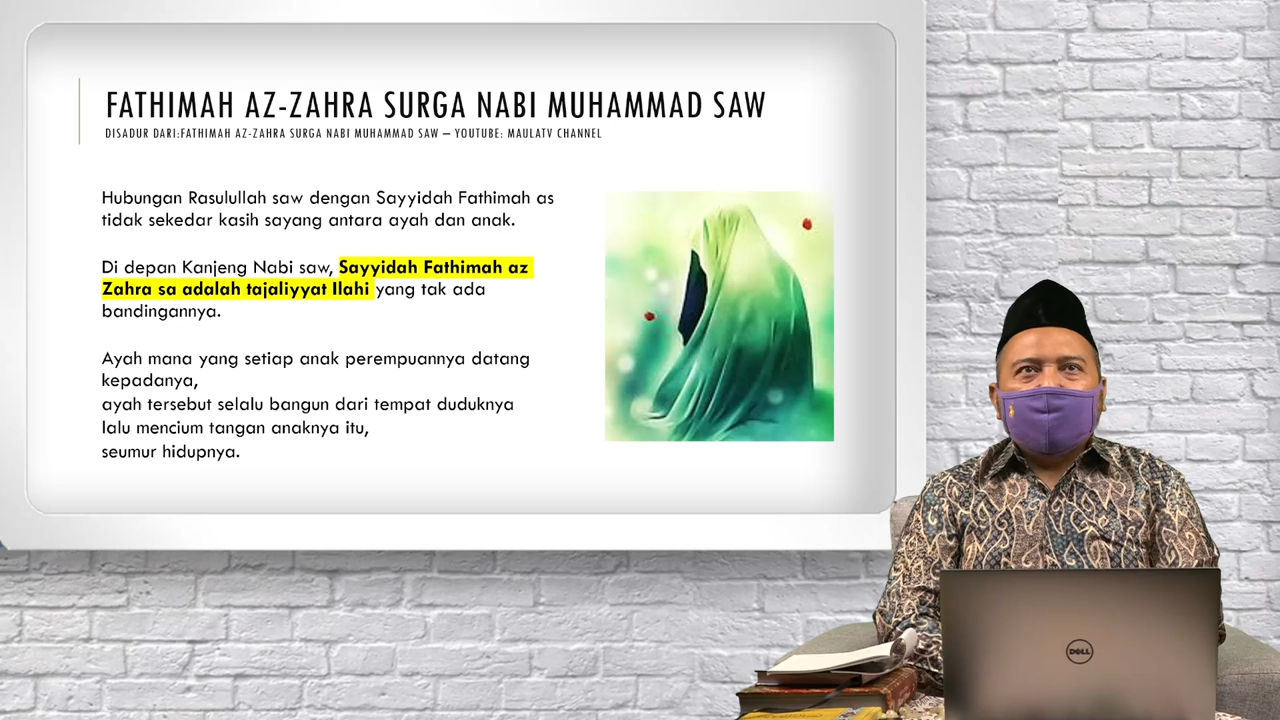 FATHIMAH AZ-ZAHRA SURGA NABI MUHAMMAD SAW
DISADUR DARI:FATHIMAH AZ-ZAHRA SURGA NABI MUHAMMAD SAW – YOUTUBE: MAULATV CHANNEL
Hubungan Rasulullah saw dengan Sayyidah Fathimah as
tidak sekedar kasih sayang antara ayah dan anak.
Di depan Kanjeng Nabi saw, Sayyidah Fathimah az
Zahra sa adalah tajaliyyat Ilahi yang tak ada
bandingannya.
Ayah mana yang setiap anak perempuannya datang
kepadanya,
ayah tersebut selalu bangun dari tempat duduknya
lalu mencium tangan anaknya itu,
seumur hidupnya.
DELL